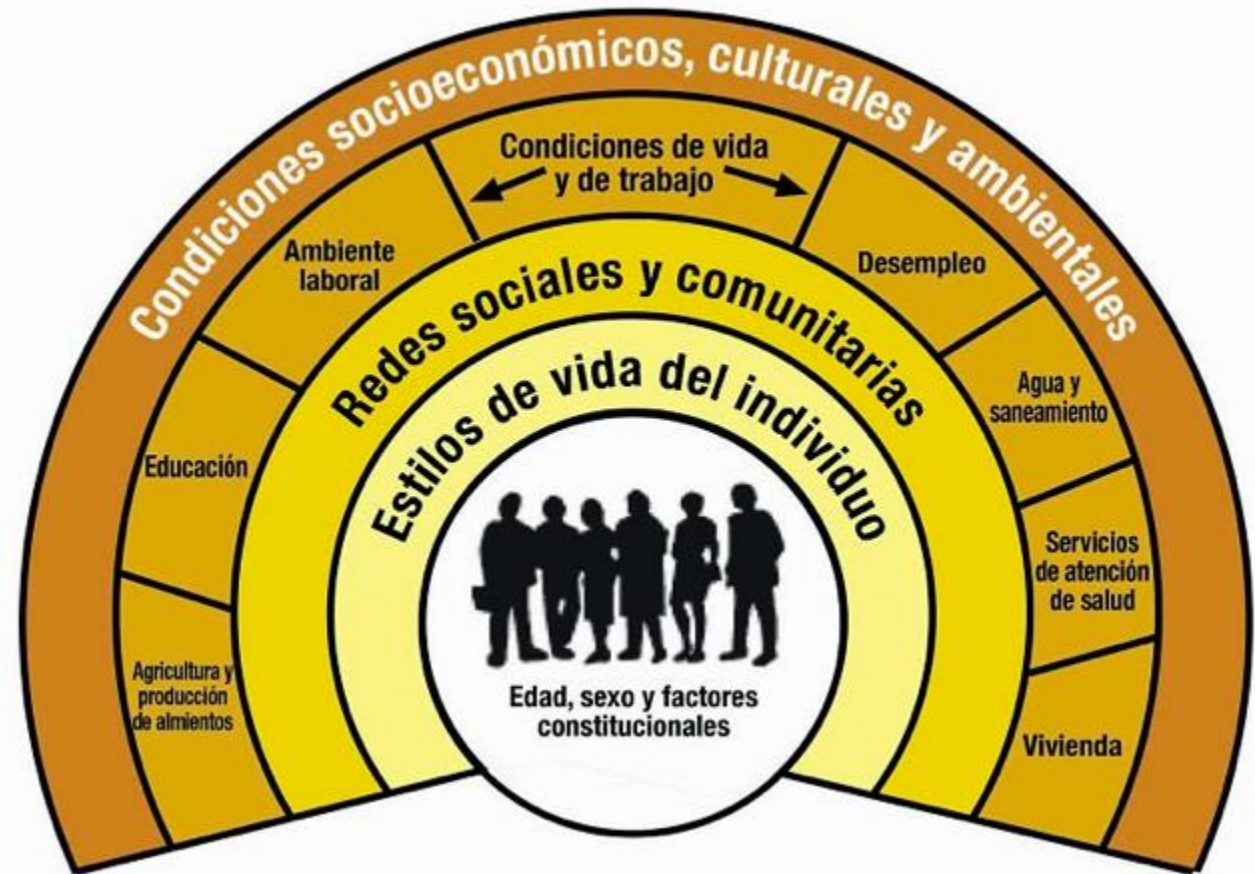 Condiciones socioeconómicos, culturales y ambientales
Condiciones de vida
y de trabajo
Ambiente
laboral
Desempleo
Educación
Agua y
saneamiento
Agricultura y
producción
de almientos
Servicios
de atención
de salud
Vivienda
Redes sociales y comunitarias
Estilos de vida del individuo
Edad, sexo y factores
constitucionales